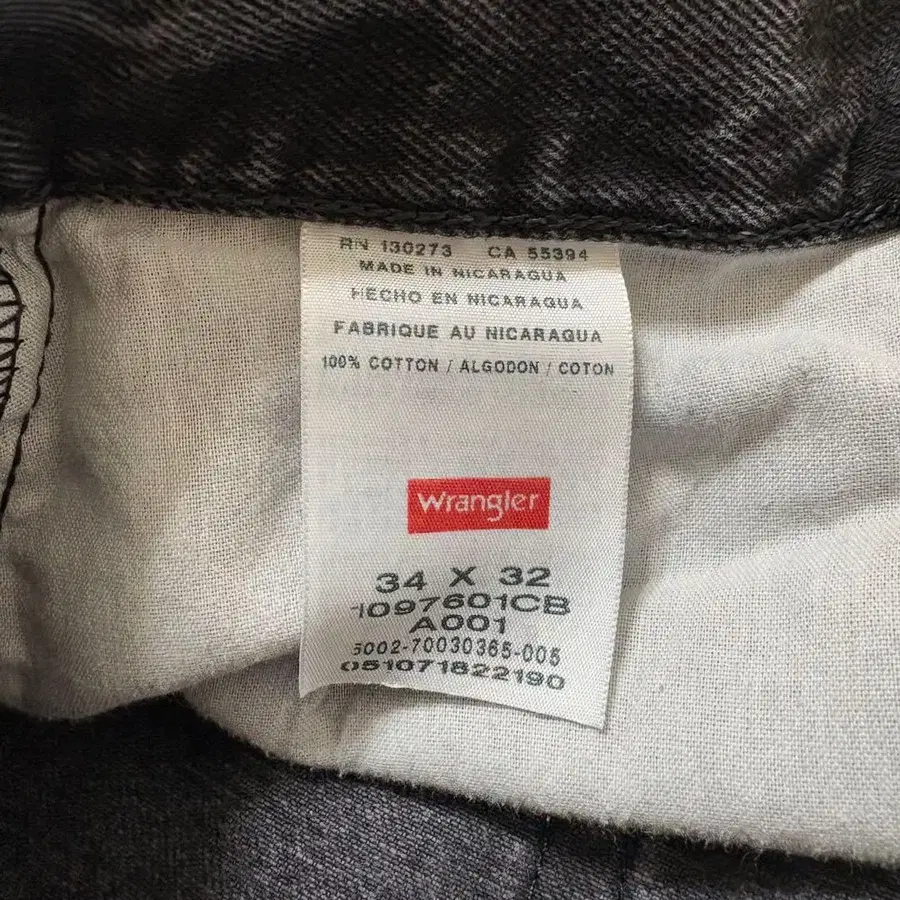 RN 130273 CA 55394
MADE IN NICARAGUA
HECHO EN NICARAGUA
FABRIQUE AU NICARAGUA
100% COTTON / ALGODON / COTON
Wrangler
34 X 32
1097601CB
A001
5002-70030365-005
051071822190